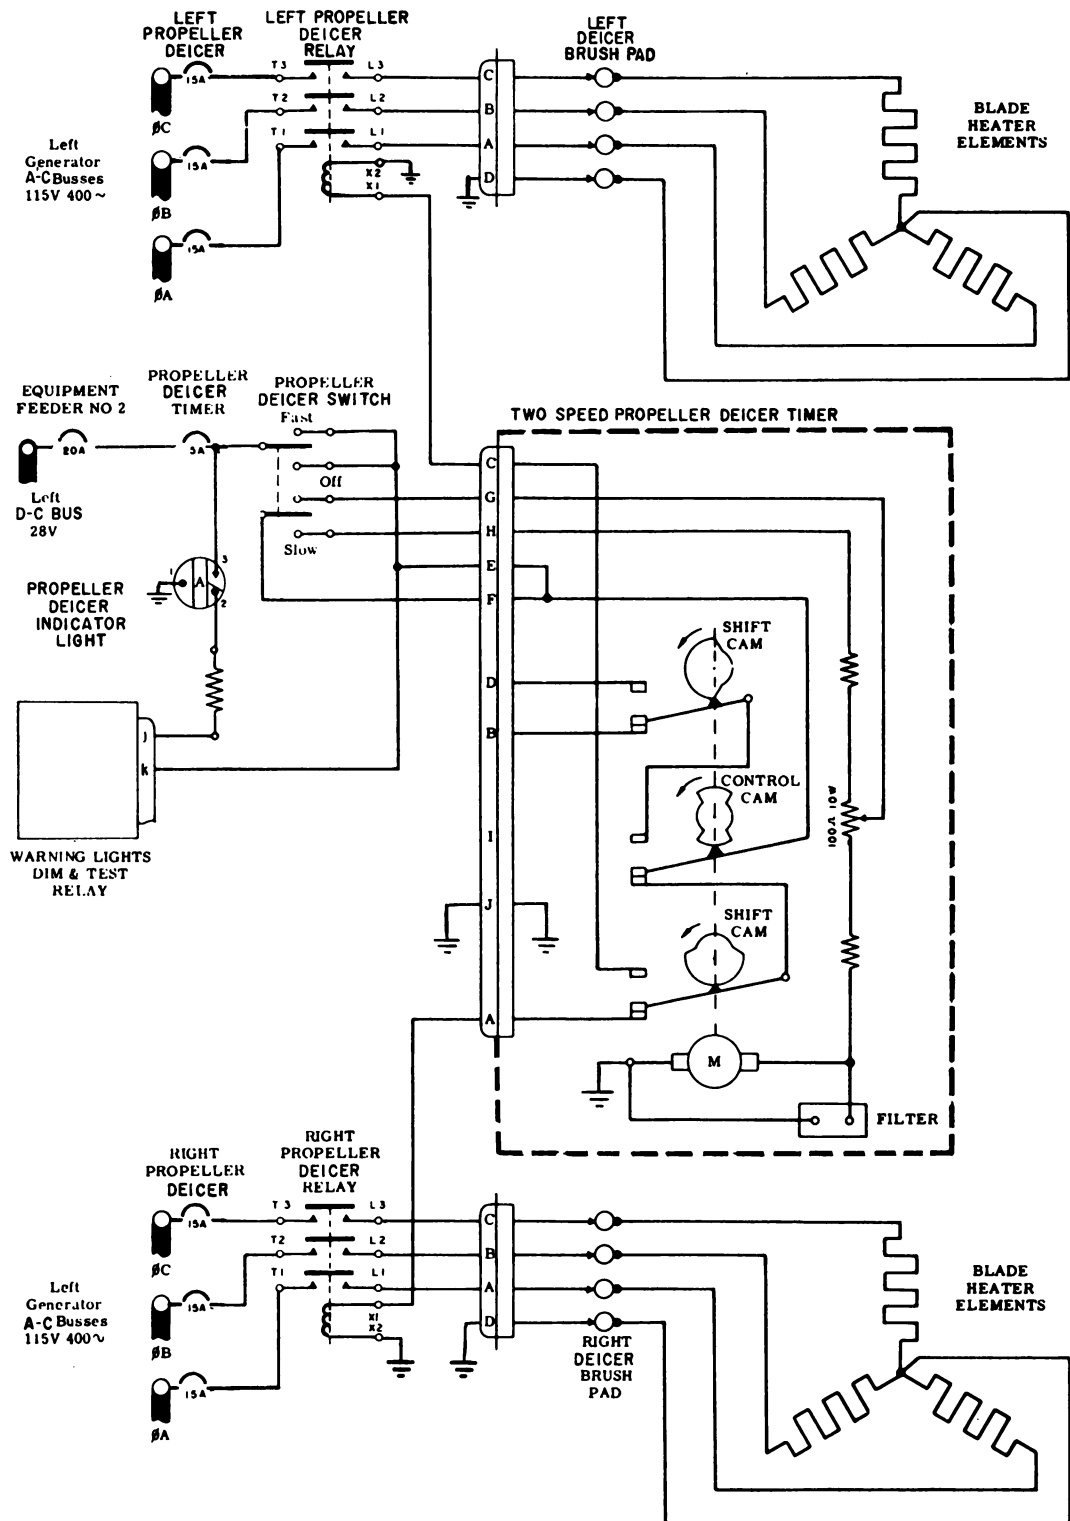 LEFT
PROPELLER
DEICER
LEFT PROPELLER
DEICER
RELAY
LEFT
DEICER
BRUSH PAD
15A
T3
L3
C
ØC
T2
L2
B
BLADE
HEATER
ELEMENTS
Left
Generator
A-C Busses
115V 400~
15A
T1
L1
A
X2
X1
D
ØB
15A
ØA
EQUIPMENT
FEEDER NO 2
PROPELLER
DEICER
TIMER
PROPELLER
DEICER SWITCH
Fast
TWO SPEED PROPELLER DEICER TIMER
20A
5A
Off
C
Left
D-C BUS
28V
G
Slow
H
PROPELLER
DEICER
INDICATOR
LIGHT
1
A
3
2
E
F
SHIFT
CAM
D
B
J
k
CONTROL
CAM
100Ω 10W
I
WARNING LIGHTS
DIM & TEST
RELAY
J
SHIFT
CAM
A
M
FILTER
RIGHT
PROPELLER
DEICER
RIGHT
PROPELLER
DEICER
RELAY
15A
T3
L3
C
ØC
T2
L2
B
BLADE
HEATER
ELEMENTS
Left
Generator
A-C Busses
115V 400~
15A
T1
L1
A
X1
X2
D
ØB
RIGHT
DEICER
BRUSH
PAD
15A
ØA